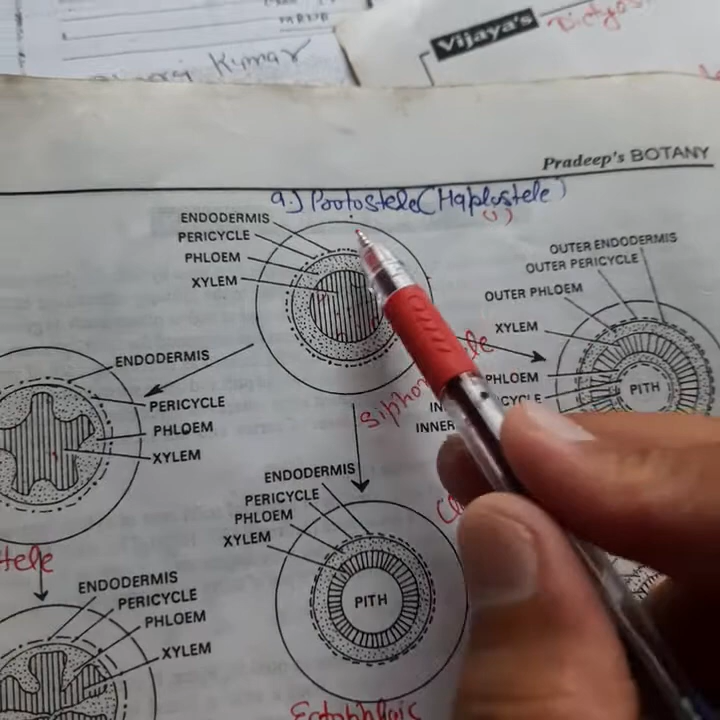 Kumar
Vijaya's
Pradeep's BOTANY
a.) Protostele (Haplostele)
(i)
ENDODERMIS
PERICYCLE
PHLOEM
XYLEM
OUTER ENDODERMIS
OUTER PERICYCLE
OUTER PHLOEM
XYLEM
PHLOEM
PITH
INNER
ENDODERMIS
PERICYCLE
PHLOEM
XYLEM
ENDODERMIS
PERICYCLE
PHLOEM
XYLEM
PITH
Ectophloic
stele
ENDODERMIS
PERICYCLE
PHLOEM
XYLEM